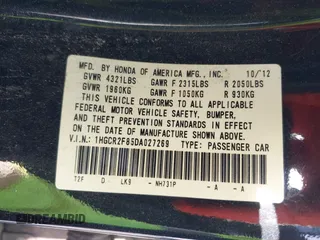 MFD. BY HONDA OF AMERICA MFG., INC. 10/12
GVWR 4321LBS GAWR F 2315LBS R 2050LBS
GVWR 1960KG GAWR F 1050KG R 930KG
THIS VEHICLE CONFORMS TO ALL APPLICABLE
FEDERAL MOTOR VEHICLE SAFETY, BUMPER,
AND THEFT PREVENTION STANDARDS IN EFFECT
ON THE DATE OF MANUFACTURE SHOWN ABOVE.
V.I.N.: 1HGCR2F85DA027269 TYPE: PASSENGER CAR
T2F D LK9 - NH731P - A - A
DREAMBID